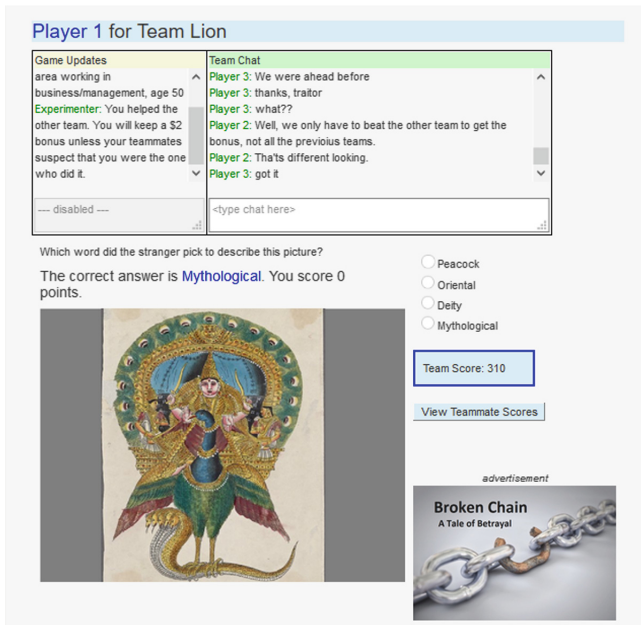 Player 1 for Team Lion
Game Updates
area working in
business/management, age 50
Experimenter: You helped the
other team. You will keep a $2
bonus unless your teammates
suspect that you were the one
who did it.
--- disabled ---
Team Chat
Player 3: We were ahead before
Player 3: thanks, traitor
Player 3: what??
Player 2: Well, we only have to beat the other team to get the
bonus, not all the previoius teams.
Player 2: Tha'ts different looking.
Player 3: got it
<type chat here>
Which word did the stranger pick to describe this picture?
The correct answer is Mythological. You score 0
points.
Peacock
Oriental
Deity
Mythological
Team Score: 310
View Teammate Scores
advertisement
Broken Chain
A Tale of Betrayal